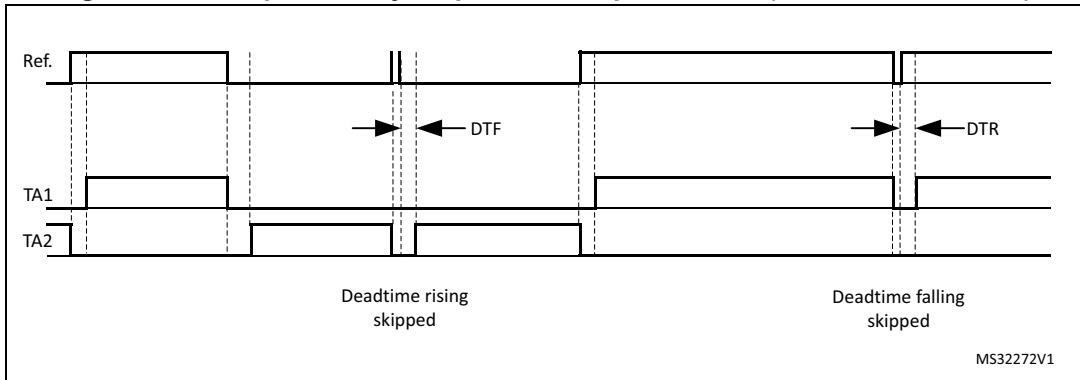 Ref.
DTF
DTR
TA1
TA2
Deadtime rising
skipped
Deadtime falling
skipped
MS32272V1